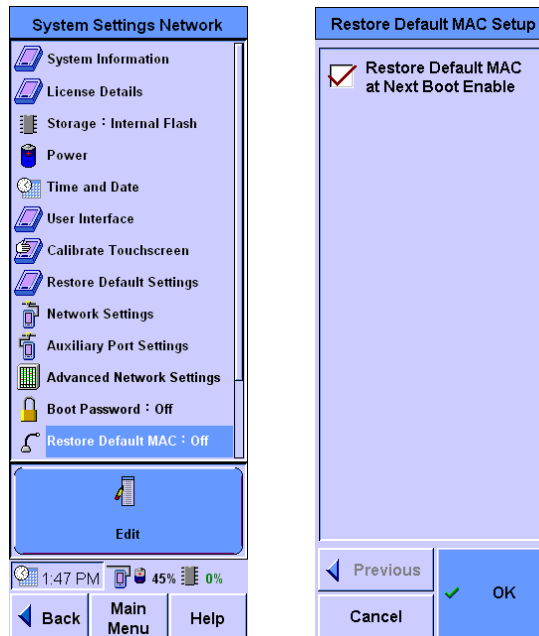 System Settings Network
System Information
License Details
Storage : Internal Flash
Power
Time and Date
User Interface
Calibrate Touchscreen
Restore Default Settings
Network Settings
Auxiliary Port Settings
Advanced Network Settings
Boot Password : Off
Restore Default MAC : Off
Edit
1:47 PM 45% 0%
Back Main Menu Help
Restore Default MAC Setup
Restore Default MAC
at Next Boot Enable
Previous
OK
Cancel